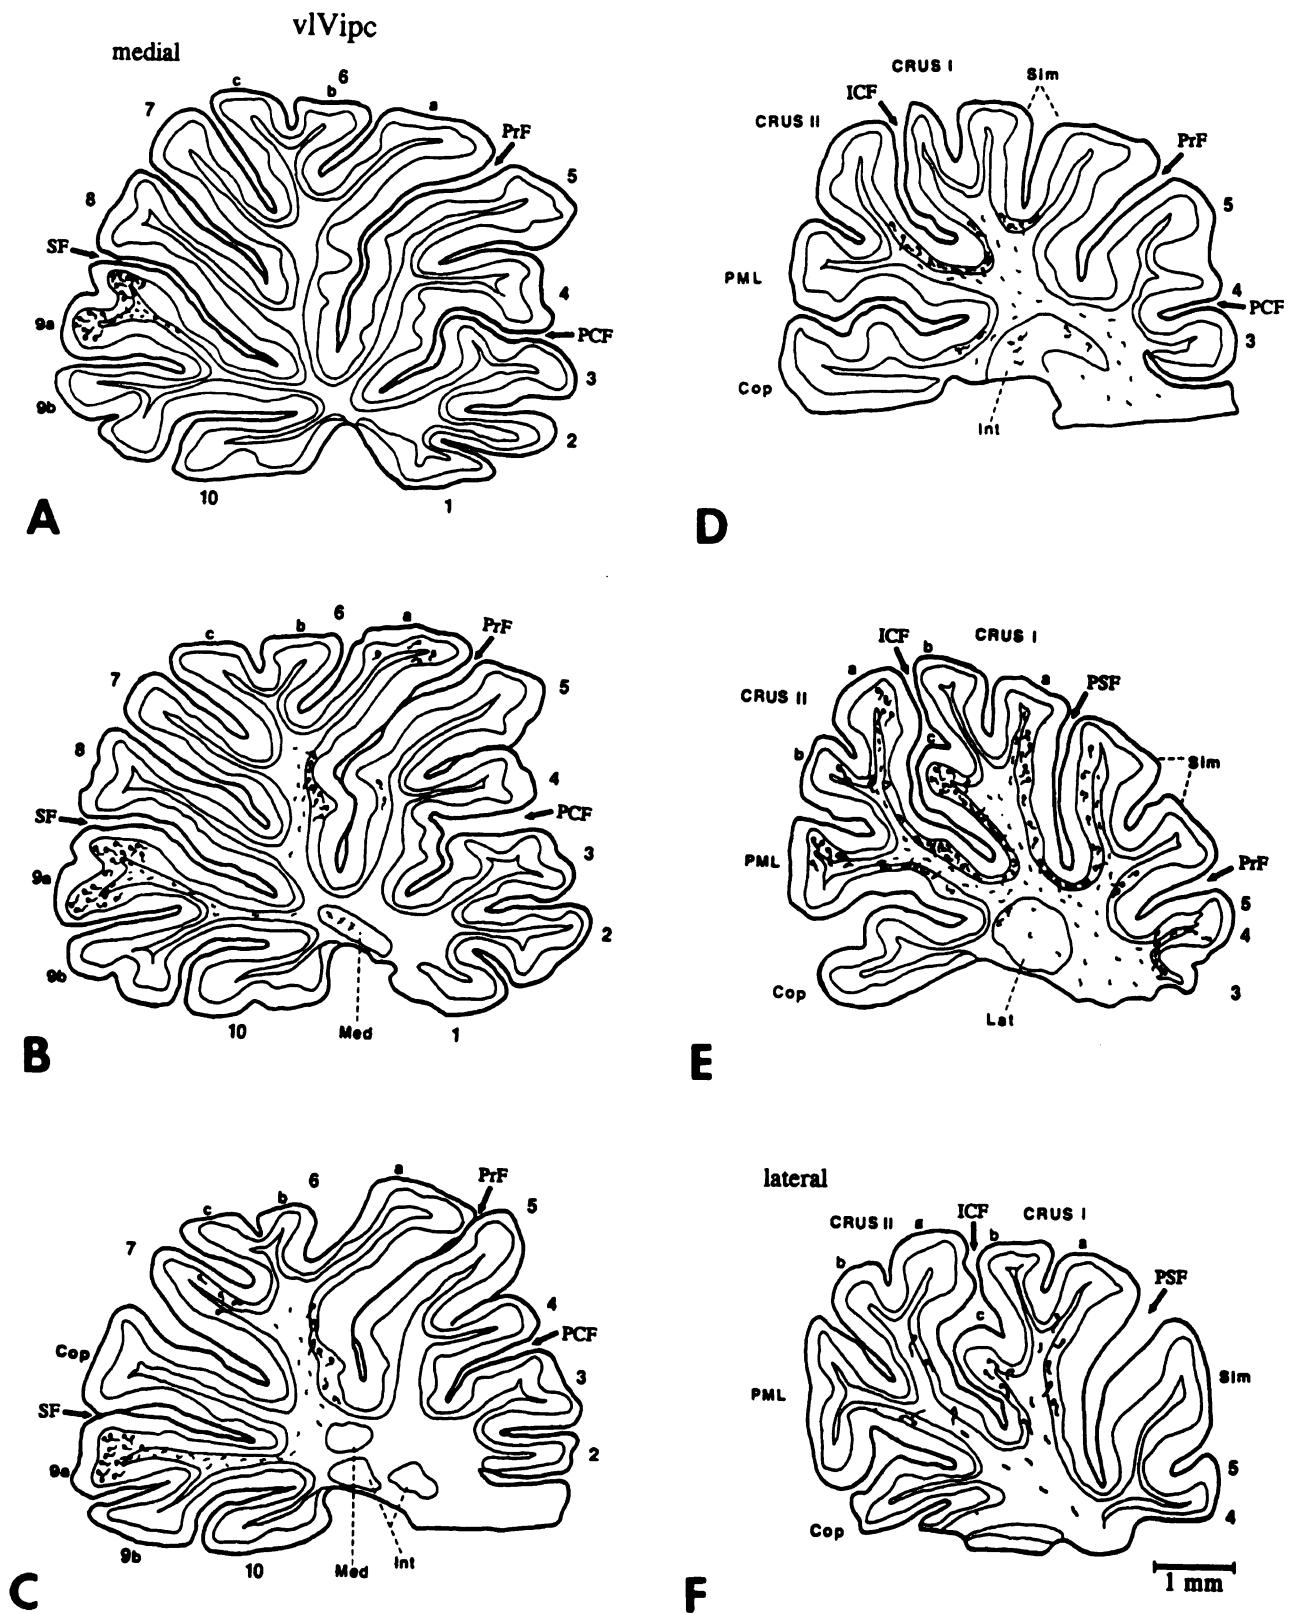 vlVipc
medial
c
6
b
a
7
PrF
5
8
SF
4
9a
PCF
3
9b
2
10
1
A
CRUS I
Sim
ICF
CRUS II
PrF
5
PML
4
PCF
3
Cop
Int
D
6
a
c
b
PrF
7
5
8
4
SF
PCF
3
9a
2
9b
10
Med
1
B
ICF
b
CRUS I
a
a
PSF
CRUS II
c
b
Sim
PML
PrF
5
4
Cop
3
Lat
E
6
a
PrF
b
c
5
7
4
PCF
Cop
3
SF
2
9a
9b
10
Med
Int
C
lateral
CRUS II
a
ICF
b
CRUS I
a
b
PSF
c
PML
Sim
5
4
Cop
1 mm
F